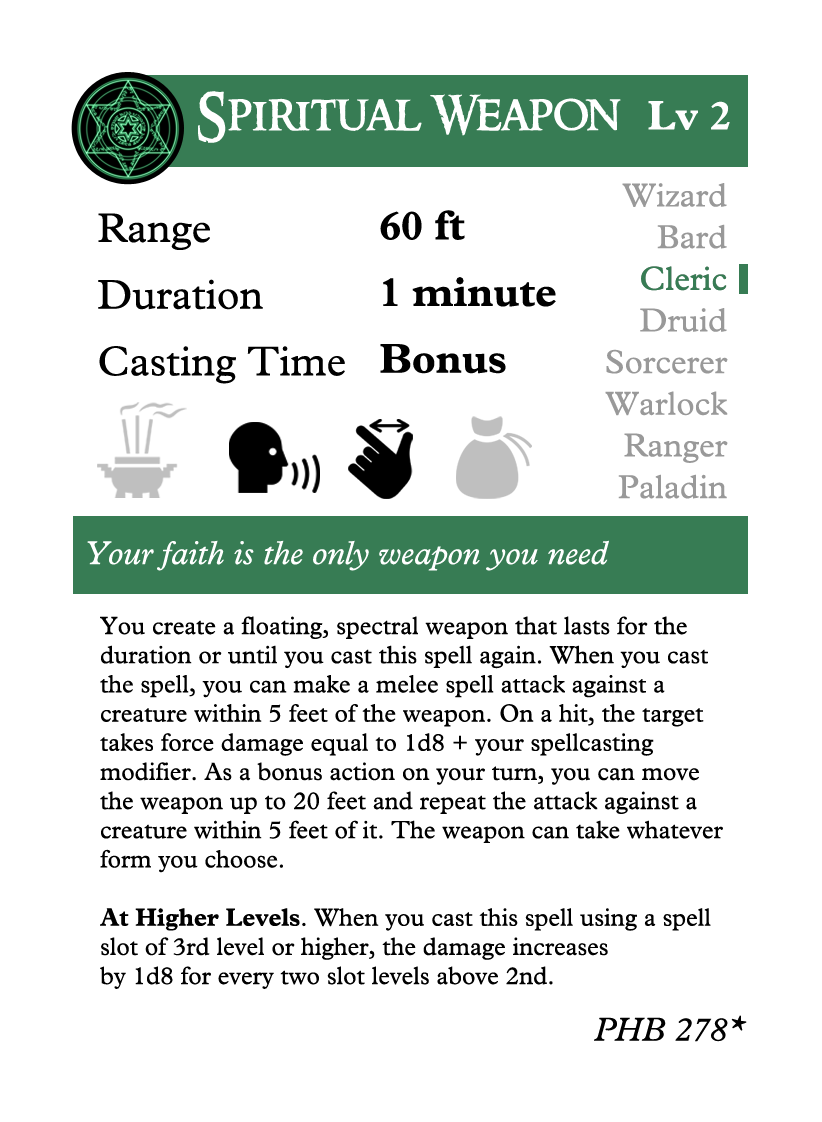 Spiritual Weapon Lv 2
Range 60 ft
Duration 1 minute
Casting Time Bonus
Wizard
Bard
Cleric
Druid
Sorcerer
Warlock
Ranger
Paladin
Your faith is the only weapon you need
You create a floating, spectral weapon that lasts for the
duration or until you cast this spell again. When you cast
the spell, you can make a melee spell attack against a
creature within 5 feet of the weapon. On a hit, the target
takes force damage equal to 1d8 + your spellcasting
modifier. As a bonus action on your turn, you can move
the weapon up to 20 feet and repeat the attack against a
creature within 5 feet of it. The weapon can take whatever
form you choose.
At Higher Levels. When you cast this spell using a spell
slot of 3rd level or higher, the damage increases
by 1d8 for every two slot levels above 2nd.
PHB 278*